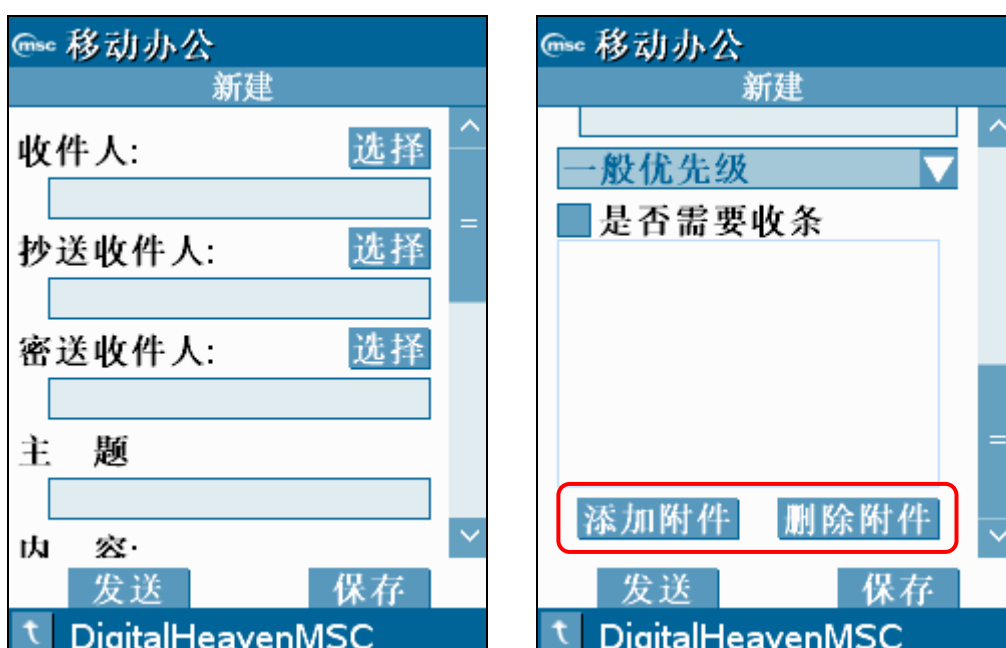 msc 移动办公
新建
收件人: 选择
抄送收件人: 选择
密送收件人: 选择
主 题
内 容:
发送 保存
DigitalHeavenMSC
msc 移动办公
新建
一般优先级
是否需要收条
添加附件 删除附件
发送 保存
DigitalHeavenMSC